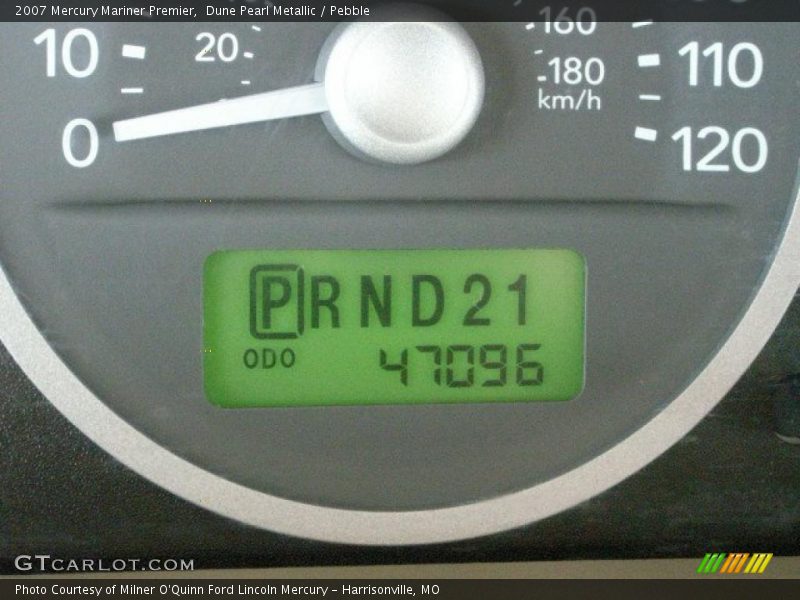 2007 Mercury Mariner Premier,  Dune Pearl Metallic / Pebble
10
20
160
110
180
km/h
0
120
P R N D 2 1
ODO 47096
GTCARLOT.COM
Photo Courtesy of Milner O'Quinn Ford Lincoln Mercury – Harrisonville, MO